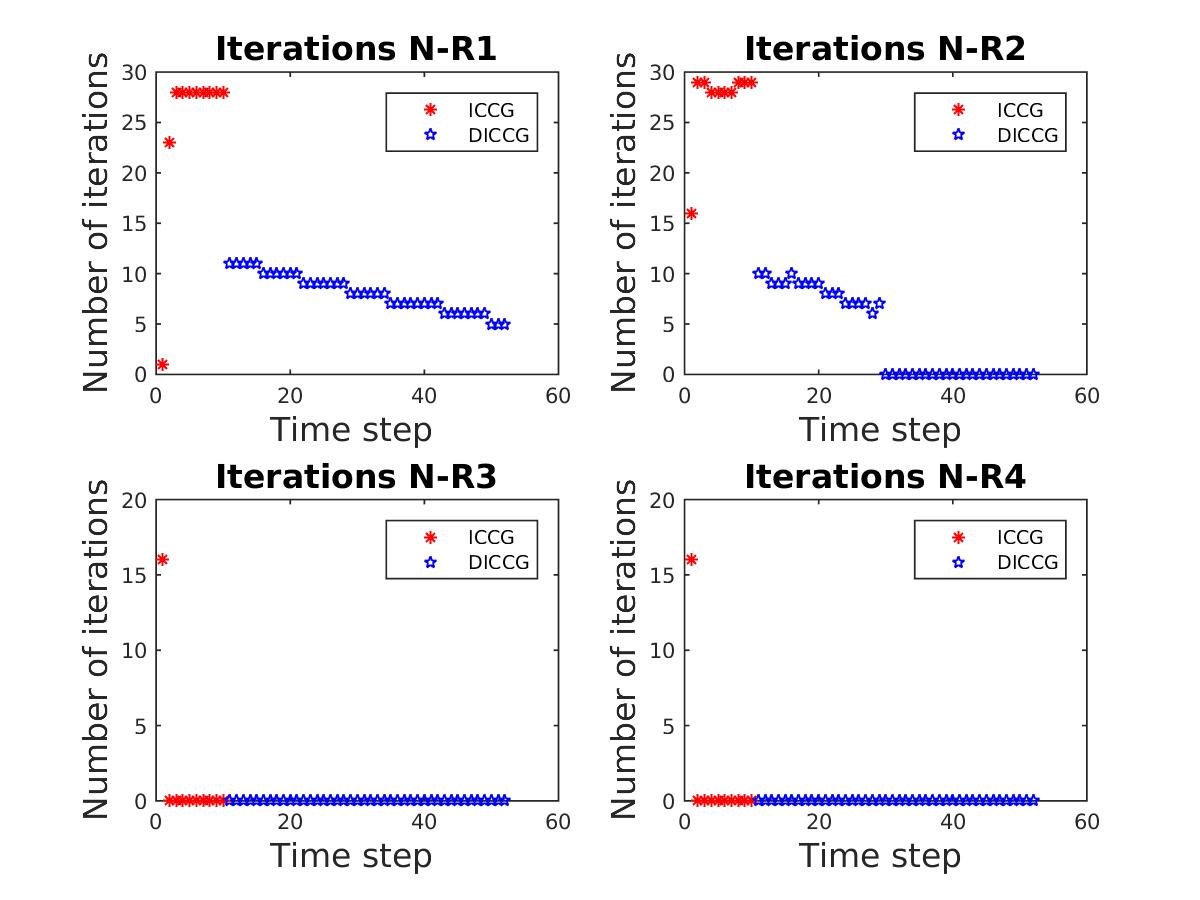 Iterations N-R1
Number of iterations
30
25
20
15
10
5
0
0 20 40 60
Time step
ICCG
DICCG
Iterations N-R2
Number of iterations
30
25
20
15
10
5
0
0 20 40 60
Time step
ICCG
DICCG
Iterations N-R3
Number of iterations
20
15
10
5
0
0 20 40 60
Time step
ICCG
DICCG
Iterations N-R4
Number of iterations
20
15
10
5
0
0 20 40 60
Time step
ICCG
DICCG